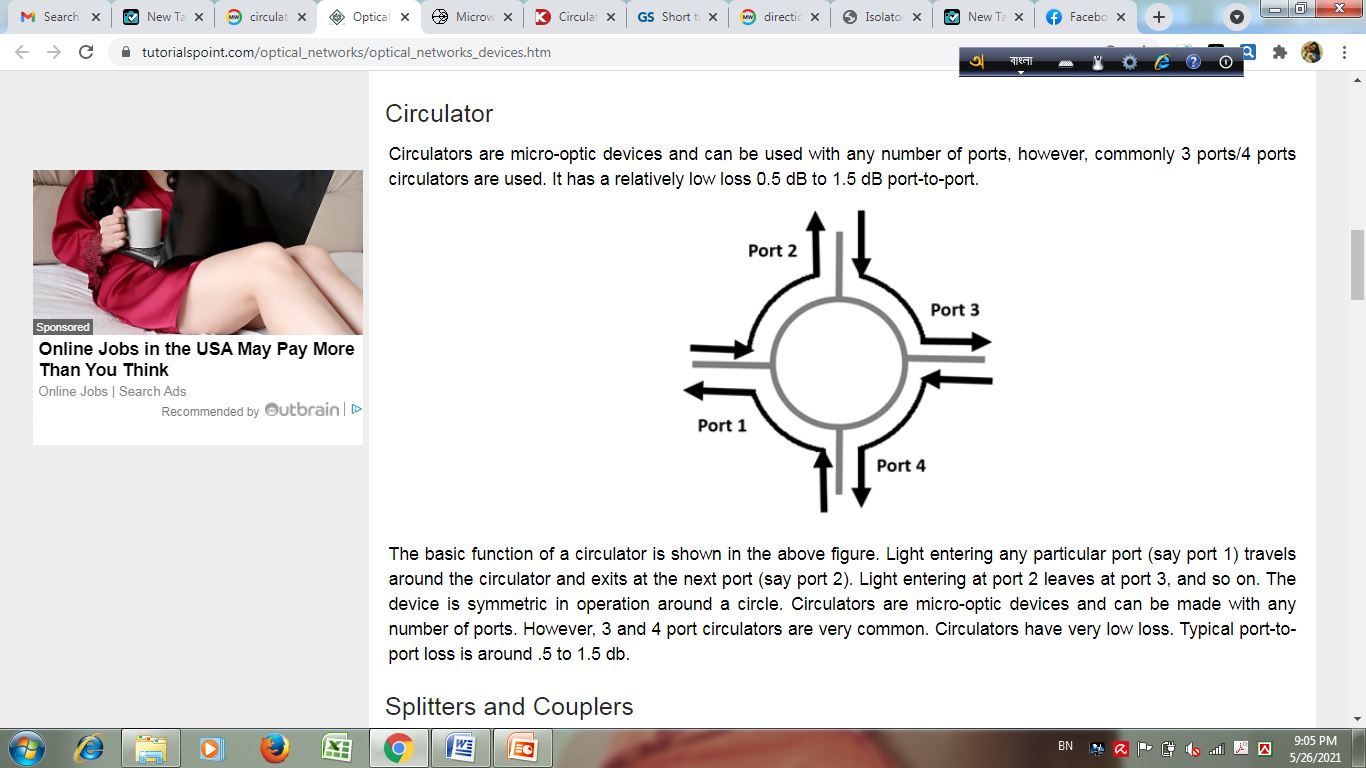 Search
New Ta
circulat
Optical
Microw
Circulat
Short t
directic
Isolato
New Ta
Facebo
tutorialspoint.com/optical_networks/optical_networks_devices.htm
বাংলা
Circulator
Circulators are micro-optic devices and can be used with any number of ports, however, commonly 3 ports/4 ports
circulators are used. It has a relatively low loss 0.5 dB to 1.5 dB port-to-port.
Port 2
Port 3
Port 1
Port 4
Sponsored
Online Jobs in the USA May Pay More
Than You Think
Online Jobs | Search Ads
Recommended by Outbrain
The basic function of a circulator is shown in the above figure. Light entering any particular port (say port 1) travels
around the circulator and exits at the next port (say port 2). Light entering at port 2 leaves at port 3, and so on. The
device is symmetric in operation around a circle. Circulators are micro-optic devices and can be made with any
number of ports. However, 3 and 4 port circulators are very common. Circulators have very low loss. Typical port-to-
port loss is around .5 to 1.5 db.
Splitters and Couplers
BN
9:05 PM
5/26/2021